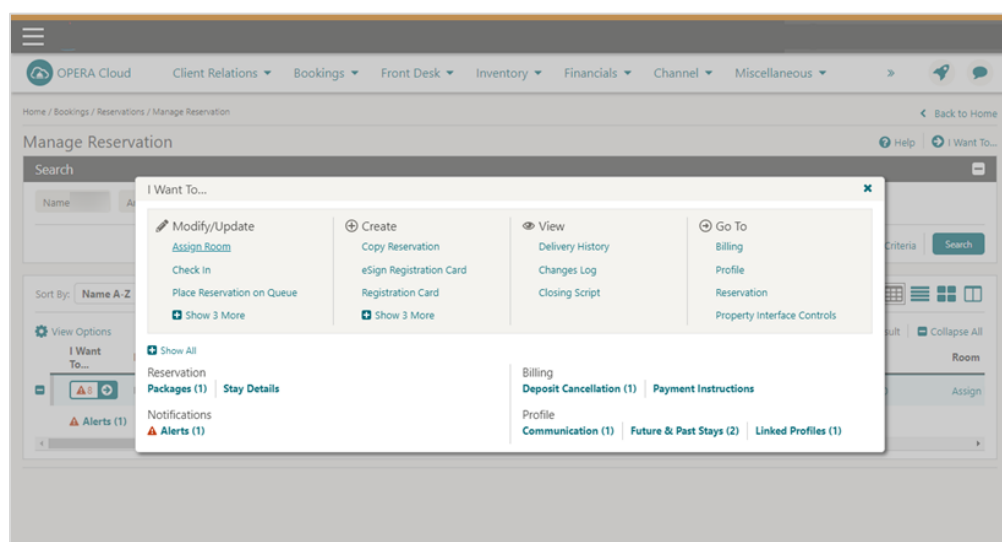 OPERA Cloud Client Relations Bookings Front Desk Inventory Financials Channel Miscellaneous »
Home / Bookings / Reservations / Manage Reservation Back to Home
Manage Reservation Help I Want To...
Search
Name
Criteria Search
Sort By: Name A-Z
View Options Collapse All
I Want To... Room
8 Assign
Alerts (1)
I Want To...
Modify/Update
Assign Room
Check In
Place Reservation on Queue
Show 3 More
Create
Copy Reservation
eSign Registration Card
Registration Card
Show 3 More
View
Delivery History
Changes Log
Closing Script
Go To
Billing
Profile
Reservation
Property Interface Controls
Show All
Reservation
Packages (1) Stay Details
Notifications
Alerts (1)
Billing
Deposit Cancellation (1) Payment Instructions
Profile
Communication (1) Future & Past Stays (2) Linked Profiles (1)